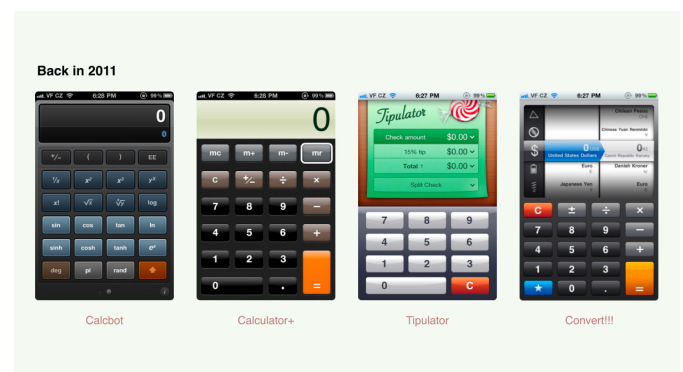 Back in 2011
VF CZ 6:28 PM 99%
0
0
+/− ( ) EE
¹/x x² x³ yˣ
x! √x ˣ√y log
sin cos tan ln
sinh cosh tanh eˣ
deg pi rand
Calcbot
VF CZ 6:28 PM 99%
0
mc m+ m- mr
C +/− ÷ ×
7 8 9 −
4 5 6 +
1 2 3
0 . =
Calculator+
VF CZ 6:27 PM 99%
Tipulator
Check amount $0.00
15% tip $0.00
Total $0.00
Split Check
7 8 9
4 5 6
1 2 3
0 C
Tipulator
VF CZ 6:27 PM 99%
Chilean Pesos
Chinese Yuan Renminbi
$ 0 US$ 0 Kč
United States Dollars Czech Republic Koruna
Euro Danish Kroner
Japanese Yen Euro
C ± ÷ ×
7 8 9 −
4 5 6 +
1 2 3
0 . =
Convert!!!